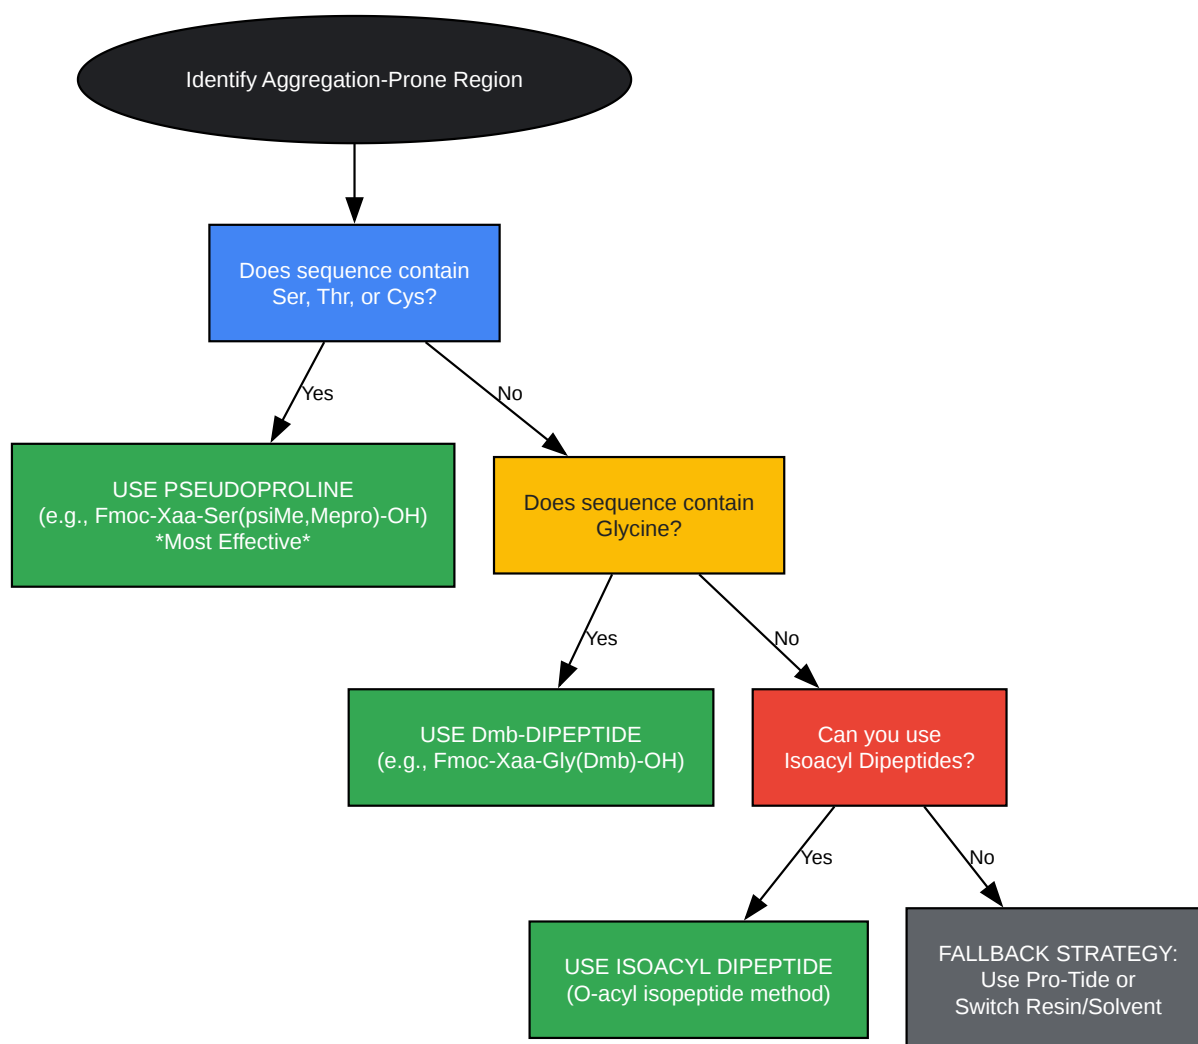 Identify Aggregation-Prone Region
Does sequence contain
Ser, Thr, or Cys?
Yes
No
USE PSEUDOPROLINE
(e.g., Fmoc-Xaa-Ser(psiMe,Mepro)-OH)
*Most Effective*
Does sequence contain
Glycine?
Yes
No
USE Dmb-DIPEPTIDE
(e.g., Fmoc-Xaa-Gly(Dmb)-OH)
Can you use
Isoacyl Dipeptides?
Yes
No
USE ISOACYL DIPEPTIDE
(O-acyl isopeptide method)
FALLBACK STRATEGY:
Use Pro-Tide or
Switch Resin/Solvent